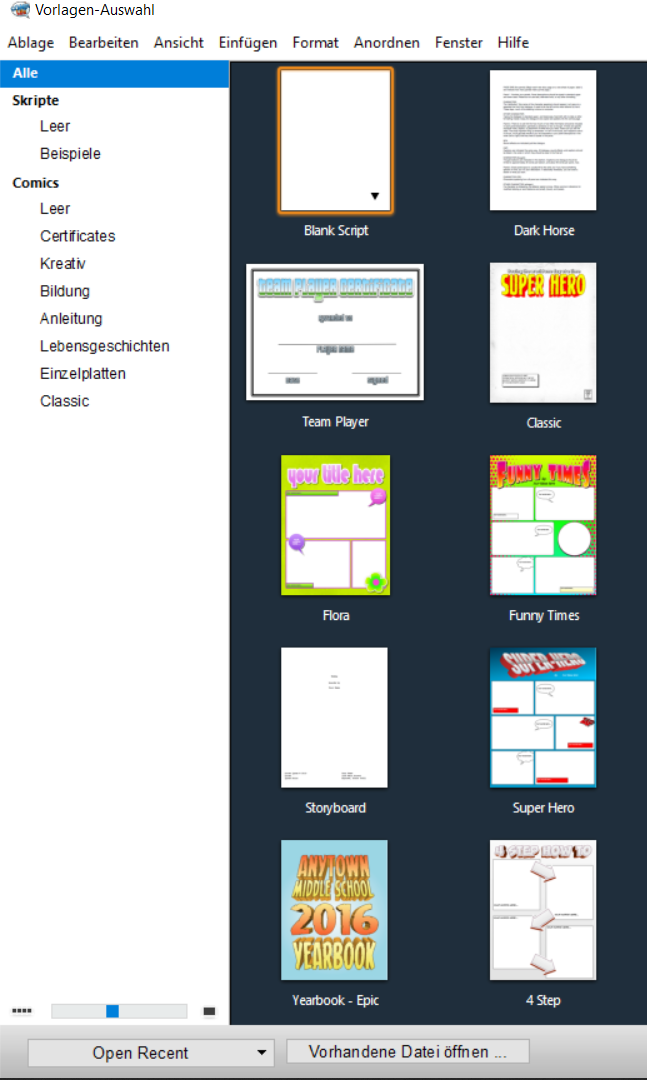 Vorlagen-Auswahl
Ablage Bearbeiten Ansicht Einfügen Format Anordnen Fenster Hilfe
Alle
Skripte
Leer
Beispiele
Comics
Leer
Certificates
Kreativ
Bildung
Anleitung
Lebensgeschichten
Einzelplatten
Classic
Blank Script
Dark Horse
TEAM PLAYER CERTIFICATE
Team Player
SUPER HERO
Classic
your title here
Flora
FUNNY TIMES
Funny Times
Storyboard
SUPER HERO
Super Hero
ANYTOWN
MIDDLE SCHOOL
2016
YEARBOOK
Yearbook - Epic
4 STEP HOW TO
4 Step
Open Recent
Vorhandene Datei öffnen ...